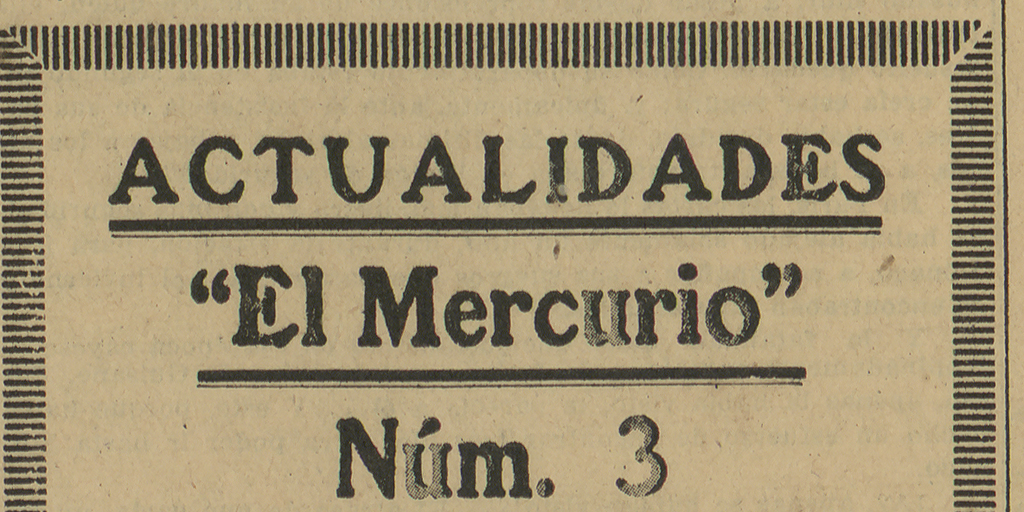 ACTUALIDADES
“El Mercurio”
Núm. 3